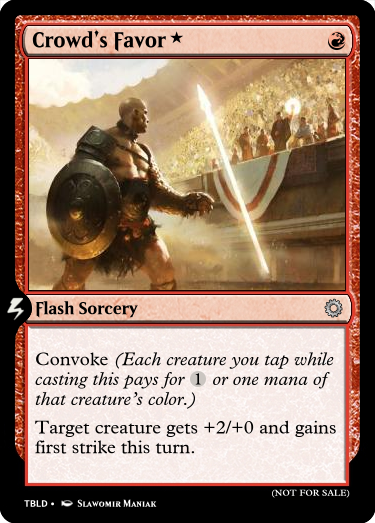 Crowd's Favor ★
Flash Sorcery
Convoke (Each creature you tap while
casting this pays for 1 or one mana of
that creature's color.)
Target creature gets +2/+0 and gains
first strike this turn.
(NOT FOR SALE)
TBLD • Slawomir Maniak